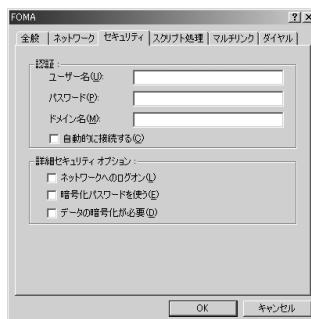 FOMA
全般 ネットワーク セキュリティ スクリプト処理 マルチリンク ダイヤル
認証：
ユーザー名(U):
パスワード(P):
ドメイン名(M):
自動的に接続する(C)
詳細セキュリティ オプション：
ネットワークへのログオン(L)
暗号化パスワードを使う(E)
データの暗号化が必要(D)
OK キャンセル